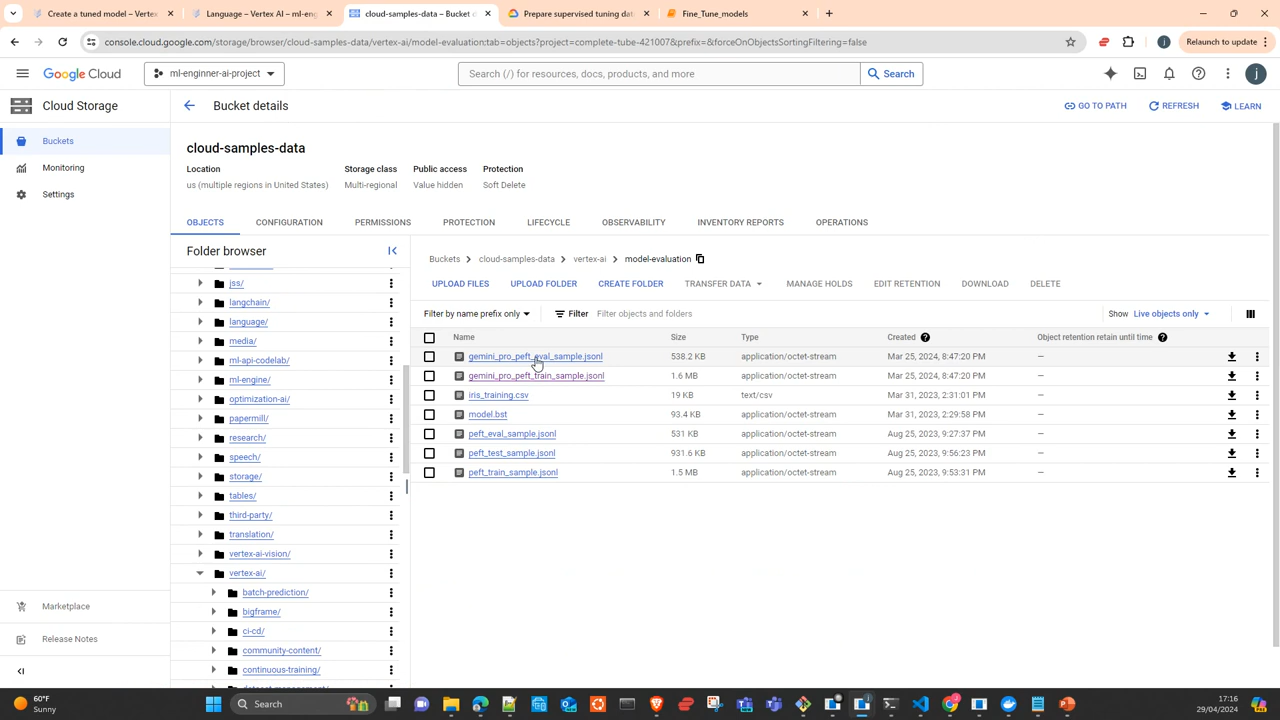 Create a tuned model – Vertex
Language – Vertex AI – ml-eng
cloud-samples-data – Bucket d
Prepare supervised tuning dat
Fine_Tune_models
console.cloud.google.com/storage/browser/cloud-samples-data/vertex-ai/model-evaluation;tab=objects?project=complete-tube-421007&prefix=&forceOnObjectsSortingFiltering=false
j
Relaunch to update
Google Cloud
ml-enginner-ai-project
Search (/) for resources, docs, products, and more
Search
j
Cloud Storage
Bucket details
GO TO PATH
REFRESH
LEARN
Buckets
Monitoring
Settings
cloud-samples-data
Location Storage class Public access Protection
us (multiple regions in United States) Multi-regional Value hidden Soft Delete
OBJECTS CONFIGURATION PERMISSIONS PROTECTION LIFECYCLE OBSERVABILITY INVENTORY REPORTS OPERATIONS
Folder browser
jss/
langchain/
language/
media/
ml-api-codelab/
ml-engine/
optimization-ai/
papermill/
research/
speech/
storage/
tables/
third-party/
translation/
vertex-ai-vision/
vertex-ai/
batch-prediction/
bigframe/
ci-cd/
community-content/
continuous-training/
Buckets cloud-samples-data vertex-ai model-evaluation
UPLOAD FILES UPLOAD FOLDER CREATE FOLDER TRANSFER DATA MANAGE HOLDS EDIT RETENTION DOWNLOAD DELETE
Filter by name prefix only Filter Filter objects and folders Show Live objects only
Name Size Type Created Object retention retain until time
gemini_pro_peft_eval_sample.jsonl 538.2 KB application/octet-stream Mar 25, 2024, 8:47:20 PM —
gemini_pro_peft_train_sample.jsonl 1.6 MB application/octet-stream Mar 25, 2024, 8:47:20 PM —
iris_training.csv 19 KB text/csv Mar 31, 2023, 2:31:01 PM —
model.bst 93.4 KB application/octet-stream Mar 31, 2023, 2:29:58 PM —
peft_eval_sample.jsonl 531 KB application/octet-stream Aug 25, 2023, 9:27:37 PM —
peft_test_sample.jsonl 931.6 KB application/octet-stream Aug 25, 2023, 9:56:23 PM —
peft_train_sample.jsonl 1.5 MB application/octet-stream Aug 25, 2023, 9:53:31 PM —
Marketplace
Release Notes
60°F
Sunny
Search
17:16
29/04/2024